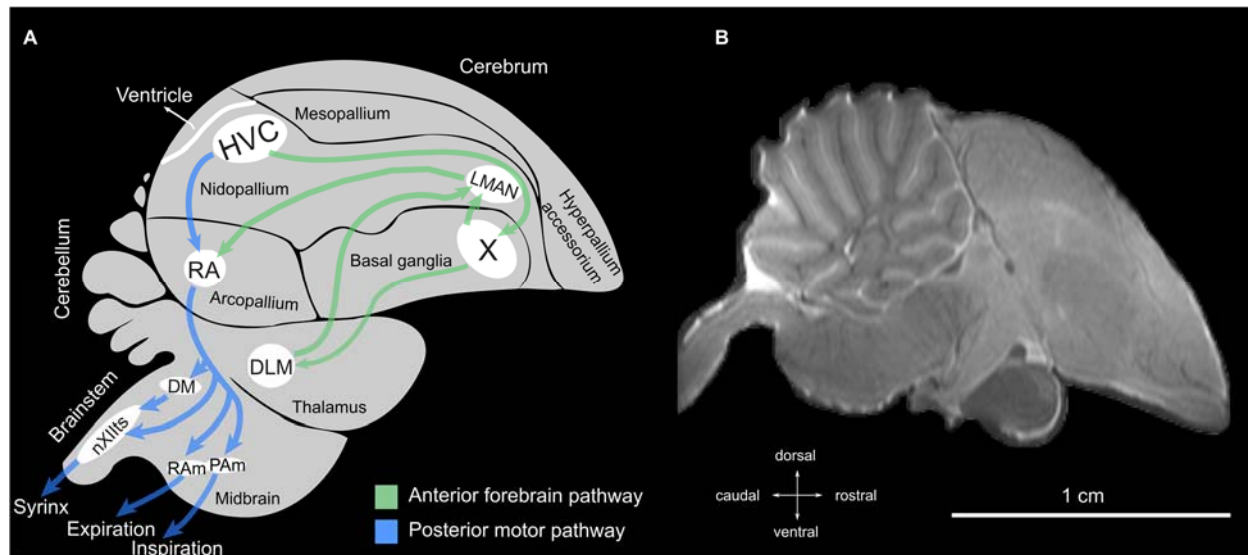 A
Cerebrum
Ventricle
Mesopallium
HVC
Nidopallium
LMAN
Hyperpallium
accessorium
Cerebellum
RA
Basal ganglia
X
Arcopallium
DLM
Thalamus
Brainstem
DM
nXIIts
RAm
PAm
Midbrain
Syrinx
Expiration
Inspiration
Anterior forebrain pathway
Posterior motor pathway
B
dorsal
caudal
rostral
ventral
1 cm